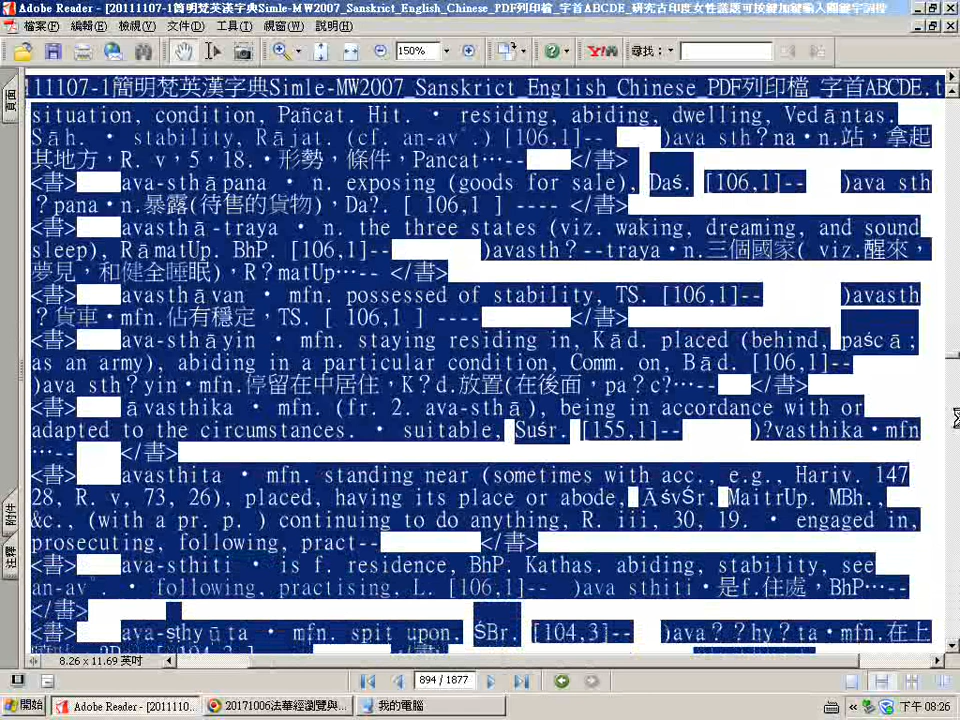 Adobe Reader - [20111107-1簡明梵英漢字典Simle-MW2007_Sanskrict_English_Chinese_PDF列印檔_字首ABCDE_研究古印度女性議題可按鍵加鍵輸入關鍵字詞檔
檔案(F) 編輯(E) 檢視(V) 文件(D) 工具(T) 視窗(W) 說明(H)
150% Y! 尋找：
11107-1簡明梵英漢字典Simle-MW2007_Sanskrict_English_Chinese_PDF列印檔_字首ABCDE.t
situation, condition, Pañcat. Hit. • residing, abiding, dwelling, Vedāntas.
Sāh. • stability, Rājat. (cf. an-av°.) [106,1]-- )ava sth?na•n.站，拿起
其地方，R. v，5，18.•形勢，條件，Pancat…-- </書>
<書> ava-sthāpana • n. exposing (goods for sale), Daś. [106,1]-- )ava sth
?pana•n.暴露(待售的貨物)，Da?. [ 106,1 ] ---- </書>
<書> avasthā-traya • n. the three states (viz. waking, dreaming, and sound
sleep), RāmatUp. BhP. [106,1]-- )avasth?--traya•n.三個國家( viz.醒來，
夢見，和健全睡眠)，R?matUp…-- </書>
<書> avasthāvan • mfn. possessed of stability, TS. [106,1]-- )avasth
?貨車•mfn.佔有穩定，TS. [ 106,1 ] ---- </書>
<書> avasthāyin • mfn. staying residing in, Kād. placed (behind, paścā;
as an army), abiding in a particular condition, Comm. on, Bād. [106,1]--
)ava sth?yin•mfn.停留在中居住，K?d.放置(在後面，pa?c?…-- </書>
<書> āvasthika • mfn. (fr. 2. ava-sthā), being in accordance with or
adapted to the circumstances. • suitable, Suśr. [155,1]-- )?vasthika•mfn
…-- </書>
<書> avasthita • mfn. standing near (sometimes with acc., e.g., Hariv. 147
28, R. v, 73, 26), placed, having its place or abode, ĀśvŚr. MaitrUp. MBh.,
&c., (with a pr. p. ) continuing to do anything, R. iii, 30, 19. • engaged in,
prosecuting, following, pract-- </書>
<書> ava-sthiti • is f. residence, BhP. Kathas. abiding, stability, see
an-av°. • following, practising, L. [106,1]-- )ava sthiti•是f.住處，BhP…--
</書>
<書> ava-ṣṭhyūta • mfn. spit upon. ŚBr. [104,3]-- )ava??hy?ta•mfn.在上
8.26 x 11.69 英吋
頁面
附件
注釋
894 / 1877
開始 Adobe Reader - [2011110... 20171006法華經瀏覽與... 我的電腦 下午 08:26